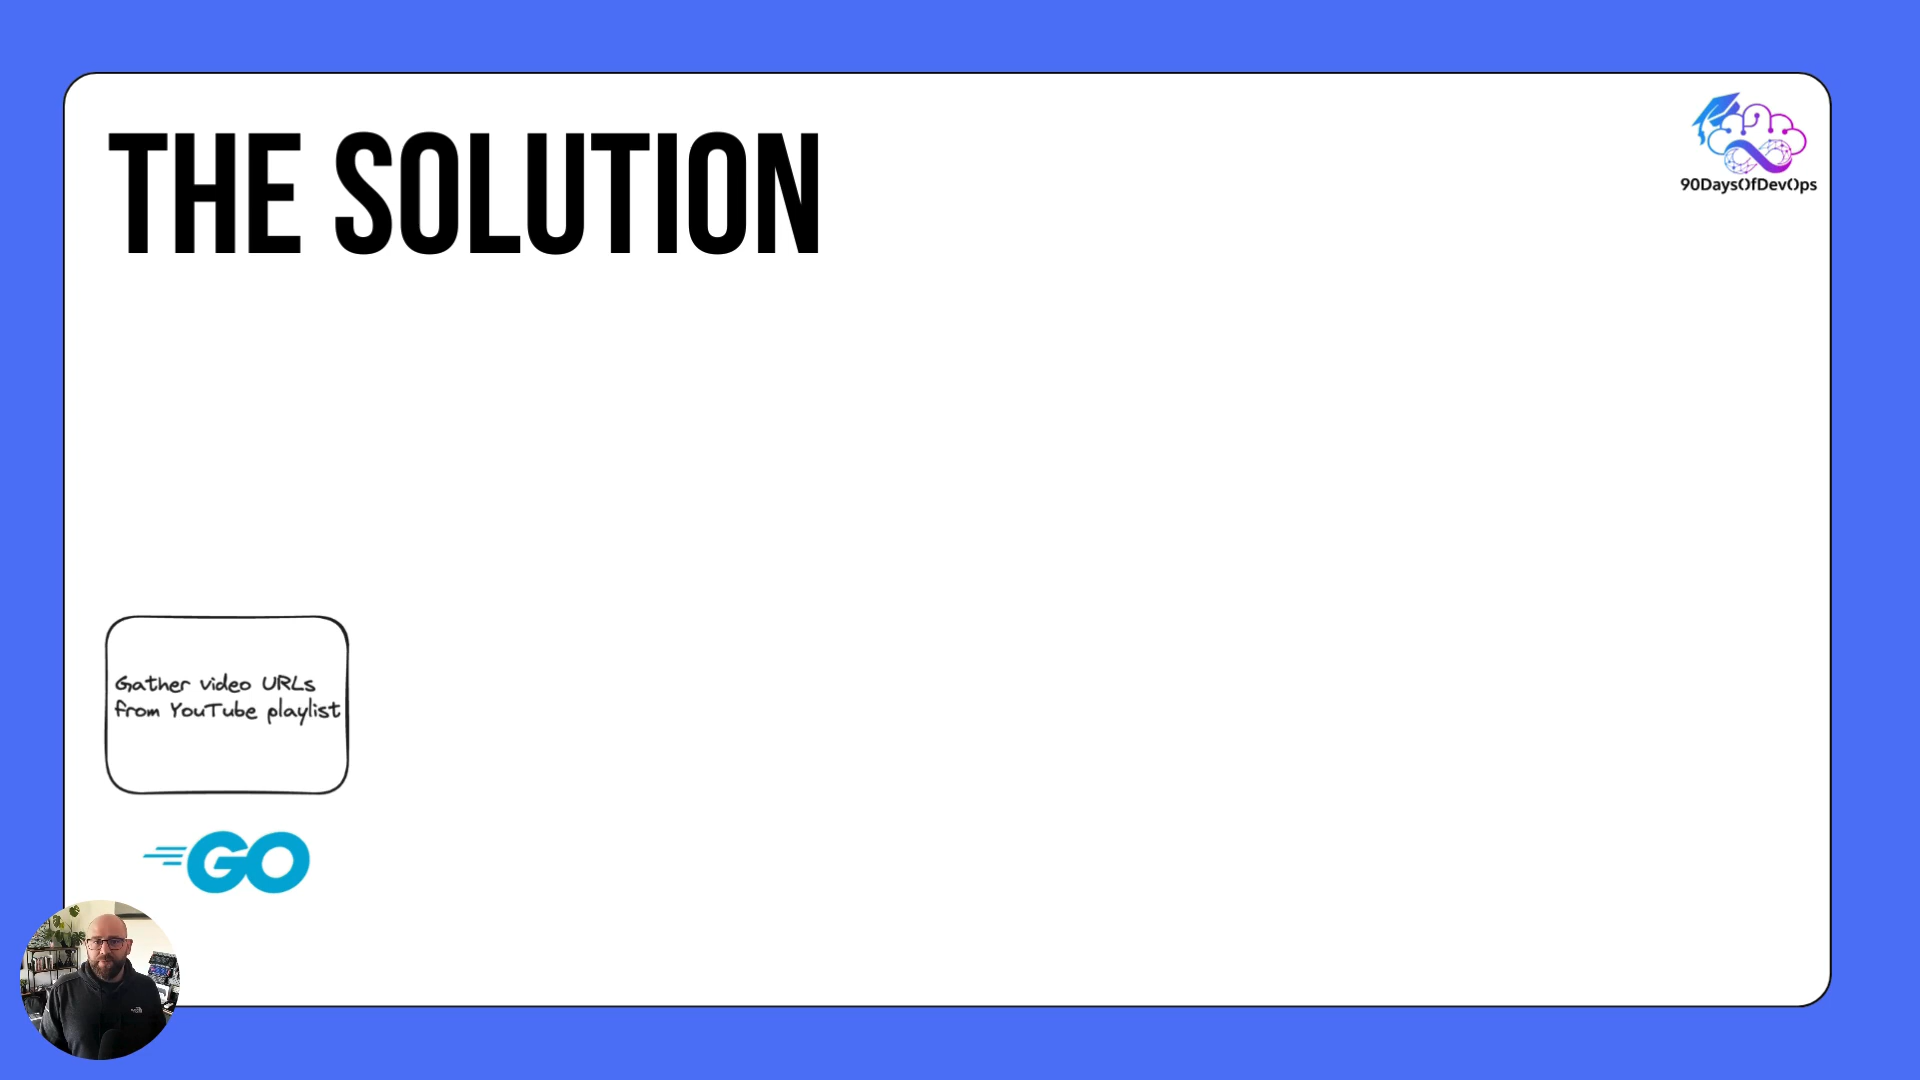 THE SOLUTION
90DaysOfDevOps
Gather video URLs
from YouTube playlist
GO